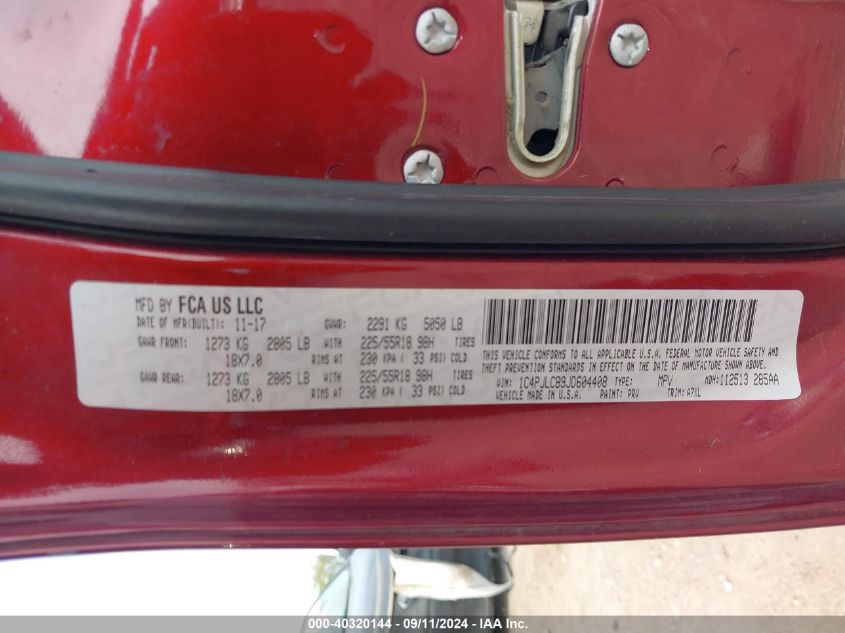 MFD BY FCA US LLC
DATE OF MFR(BUILT): 11-17 GVWR: 2291 KG 5050 LB
GAWR FRONT: 1273 KG 2805 LB WITH 225/55R18 98H TIRES
18X7.0 RIMS AT 230 KPA ( 33 PSI) COLD
GAWR REAR: 1273 KG 2805 LB WITH 225/55R18 98H TIRES
18X7.0 RIMS AT 230 KPA ( 33 PSI) COLD
THIS VEHICLE CONFORMS TO ALL APPLICABLE U.S.A. FEDERAL MOTOR VEHICLE SAFETY AND
THEFT PREVENTION STANDARDS IN EFFECT ON THE DATE OF MANUFACTURE SHOWN ABOVE.
VIN: 1C4PJLCB9JD604408 TYPE: MPV MDH:112513 285AA
VEHICLE MADE IN U.S.A. PAINT: PRV TRIM: A7XL
000-40320144 - 09/11/2024 - IAA Inc.